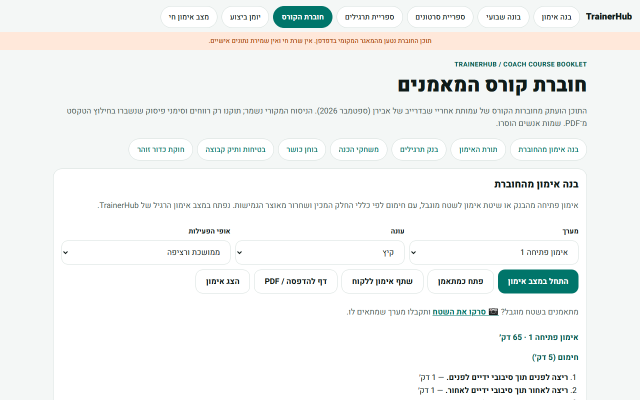 TrainerHub
בנה אימון
בונה שבועי
ספריית סרטונים
ספריית תרגילים
חוברת הקורס
יומן ביצוע
מצב אימון חי
תוכן החוברת נטען מהמאגר המקומי בדפדפן. אין שרת חי ואין שמירת נתונים אישיים.
TRAINERHUB / COACH COURSE BOOKLET
חוברת קורס המאמנים
התוכן הועתק מחוברות הקורס של עמותת אחריי שבדרייב של אבירן (ספטמבר 2026). הניסוח המקורי נשמר; תוקנו רק רווחים וסימני פיסוק שנשברו בחילוץ הטקסט
מ־PDF. שמות אנשים הוסרו.
בנה אימון מהחוברת
תורת האימון
בנק תרגילים
משחקי הכנה
בוחן כושר
בטיחות ותיק קבוצה
חוקת כדור זוהר
בנה אימון מהחוברת
אימון פתיחה מהבנק או שיטת אימון לשטח מוגבל, עם חימום לפי כללי החלק המכין ושחרור מאוצר הגמישות. נפתח במצב אימון הרגיל של TrainerHub.
מערך
עונה
אופי הפעילות
אימון פתיחה 1
קיץ
ממושכת ורציפה
התחל במצב אימון
פתח כמתאמן
שתף אימון ללקוח
דף להדפסה / PDF
הצג אימון
מתאמנים בשטח מוגבל? 📷 סרקו את השטח ותקבלו מערך שמתאים לו.
אימון פתיחה 1 · 65 דק׳
חימום (5 דק׳)
1. ריצה לפנים תוך סיבובי ידיים לפנים. — 1 דק׳
2. ריצה לאחור תוך סיבובי ידיים לאחור. — 1 דק׳